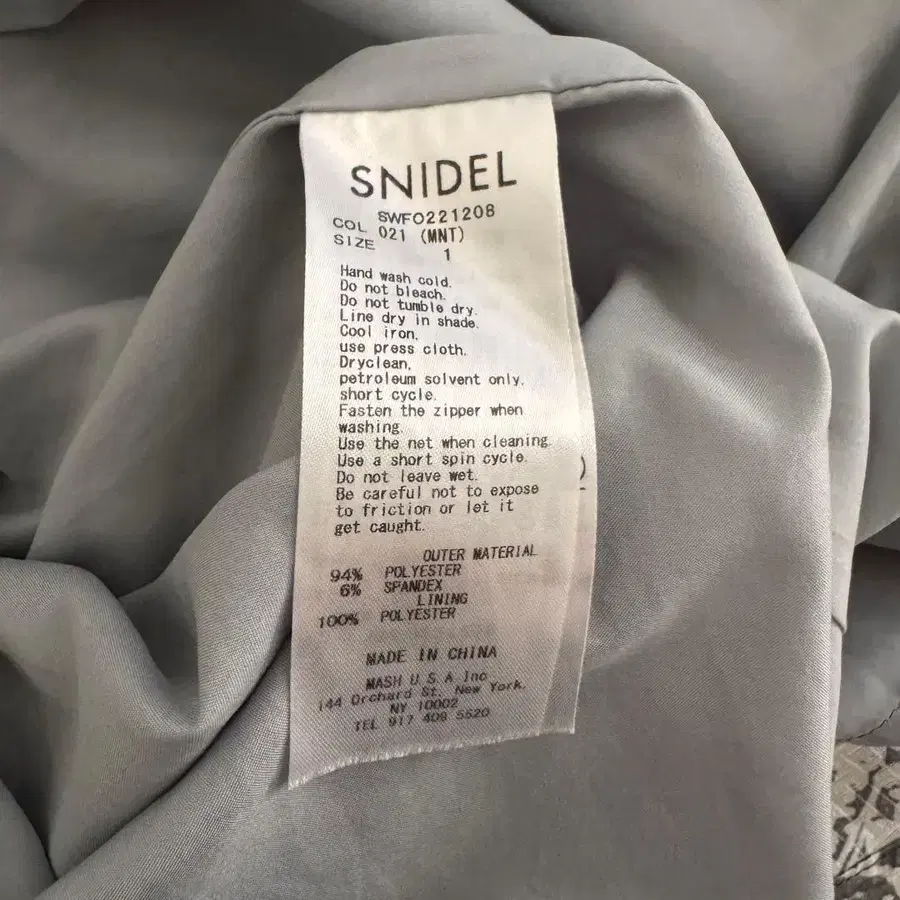 SNIDEL
SWFO221208
COL 021 (MNT)
SIZE 1
Hand wash cold.
Do not bleach.
Do not tumble dry.
Line dry in shade.
Cool iron,
use press cloth.
Dryclean,
petroleum solvent only.
short cycle.
Fasten the zipper when
washing.
Use the net when cleaning.
Use a short spin cycle.
Do not leave wet.
Be careful not to expose
to friction or let it
get caught.
OUTER MATERIAL
94% POLYESTER
6% SPANDEX
LINING
100% POLYESTER
MADE IN CHINA
MASH U.S.A Inc
144 Orchard St. New York.
NY 10002
TEL 917 409 5520